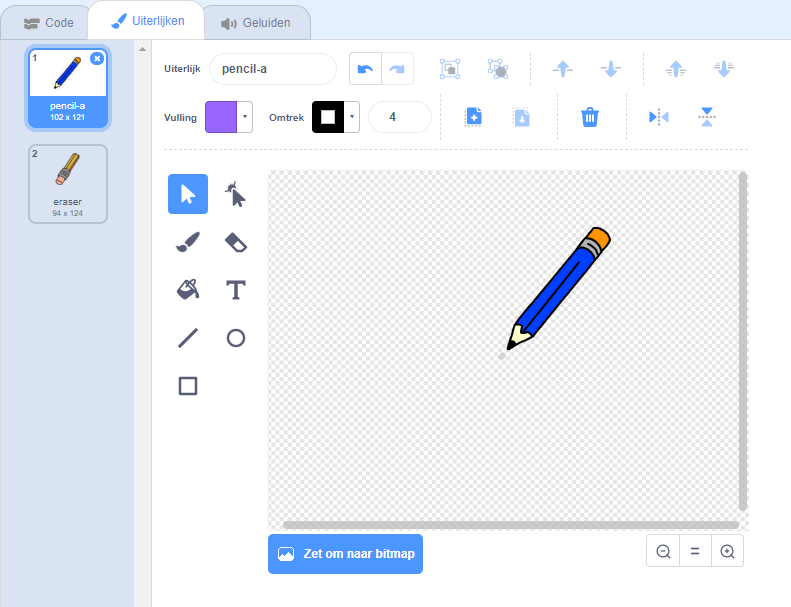 Code
Uiterlijken
Geluiden
1
pencil-a
102 x 121
2
eraser
94 x 124
Uiterlijk
pencil-a
Vulling
Omtrek
4
T
Zet om naar bitmap